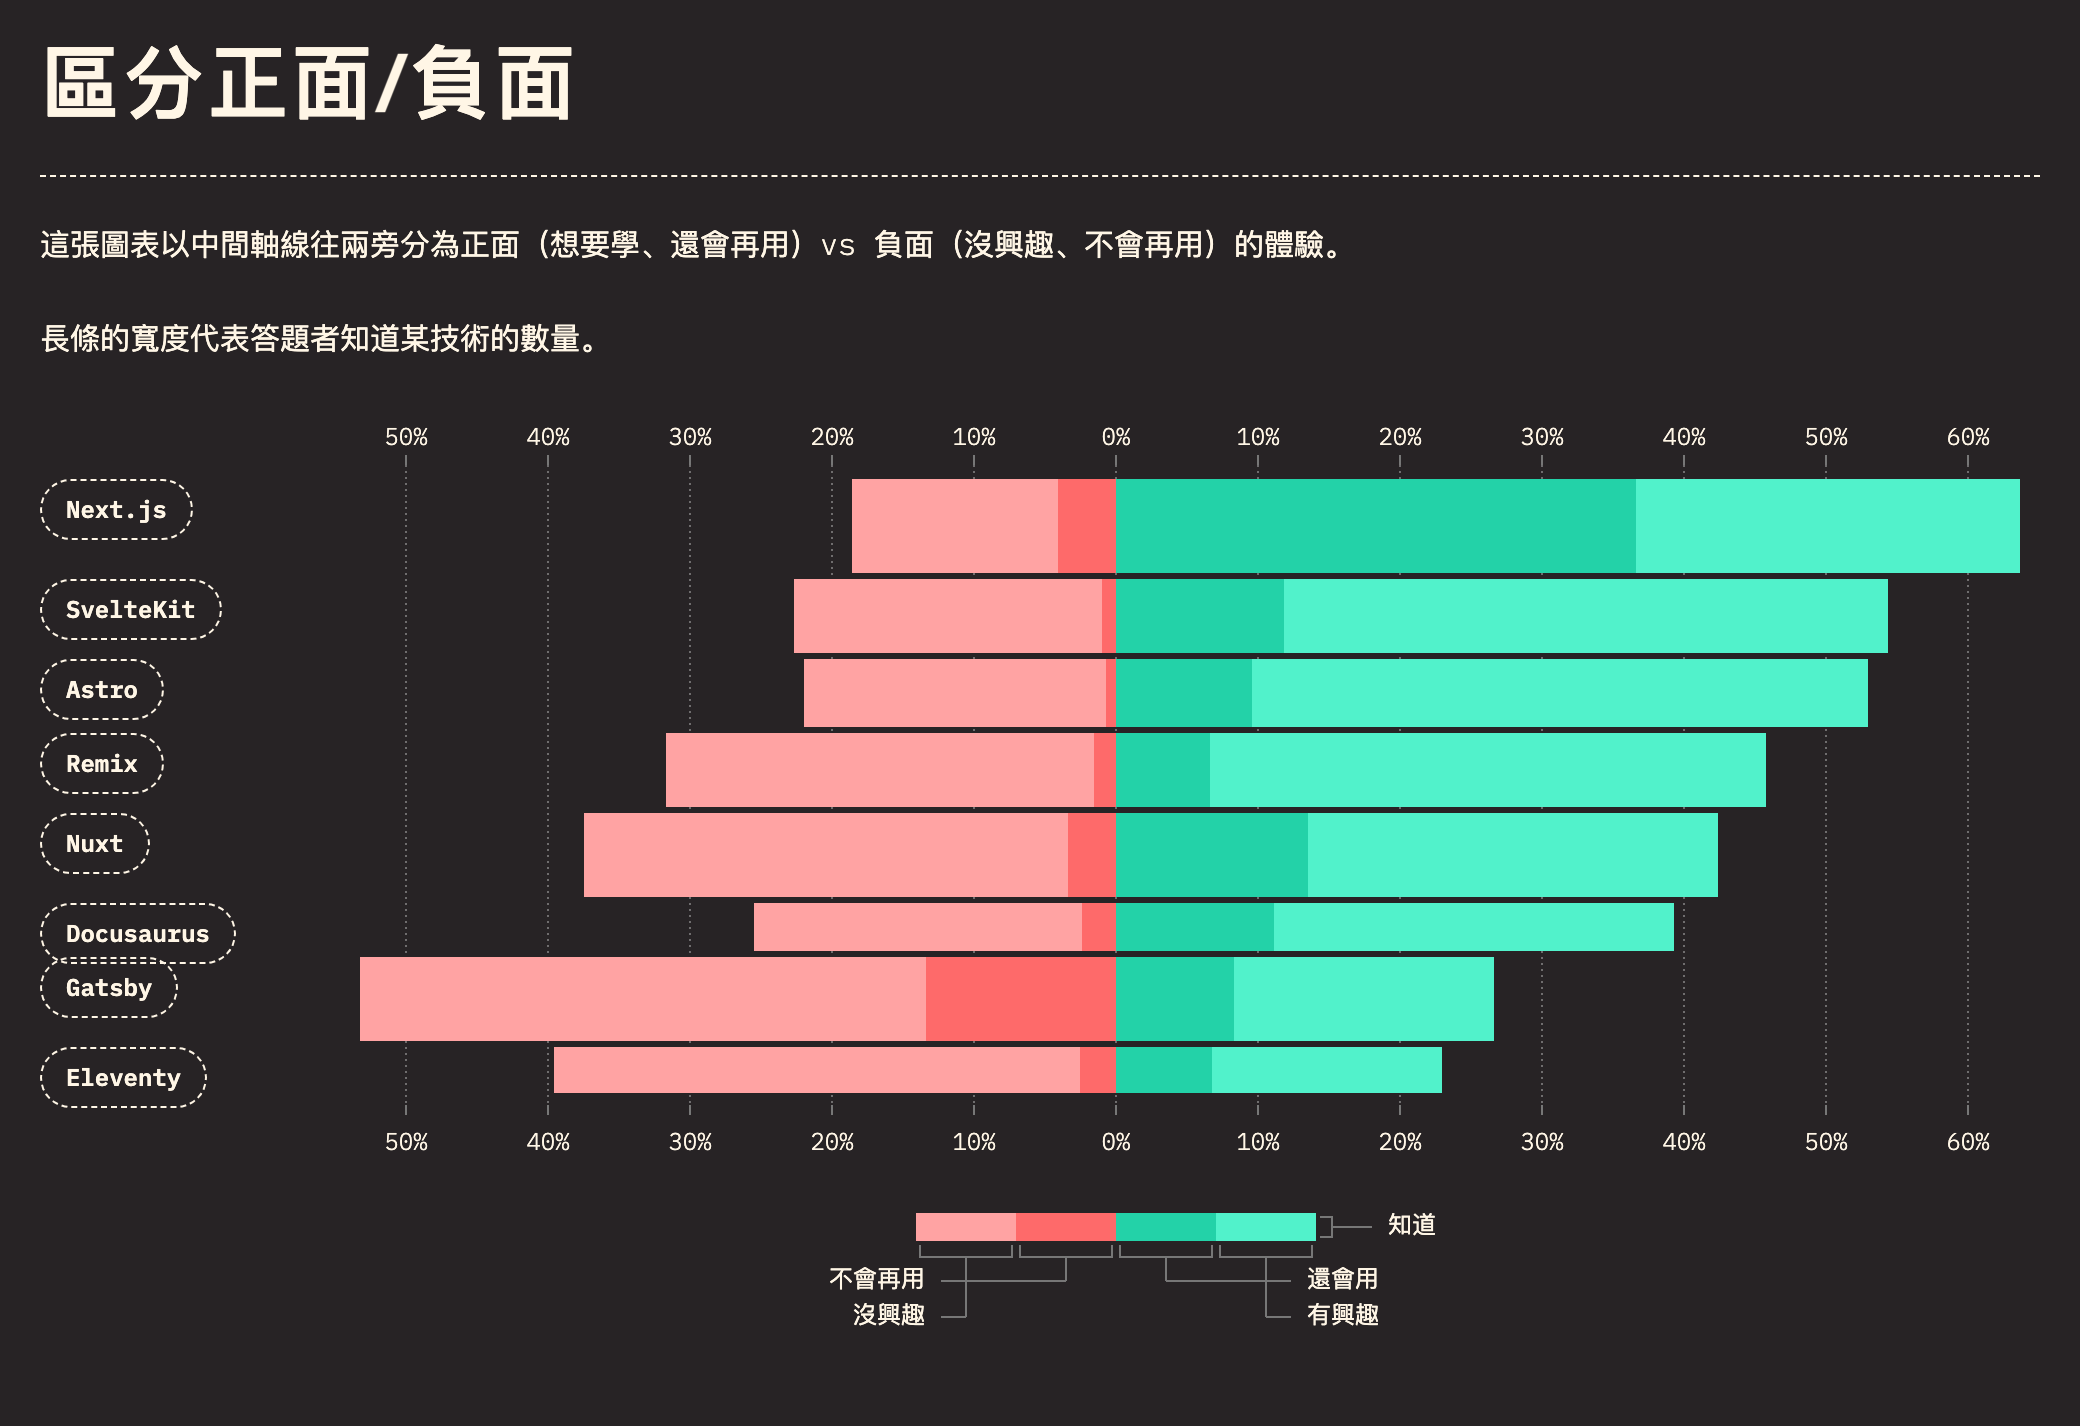 區分正面/負面
這張圖表以中間軸線往兩旁分為正面（想要學、還會再用）vs 負面（沒興趣、不會再用）的體驗。
長條的寬度代表答題者知道某技術的數量。
50% 40% 30% 20% 10% 0% 10% 20% 30% 40% 50% 60%
Next.js
SvelteKit
Astro
Remix
Nuxt
Docusaurus
Gatsby
Eleventy
50% 40% 30% 20% 10% 0% 10% 20% 30% 40% 50% 60%
知道
不會再用 還會用
沒興趣 有興趣